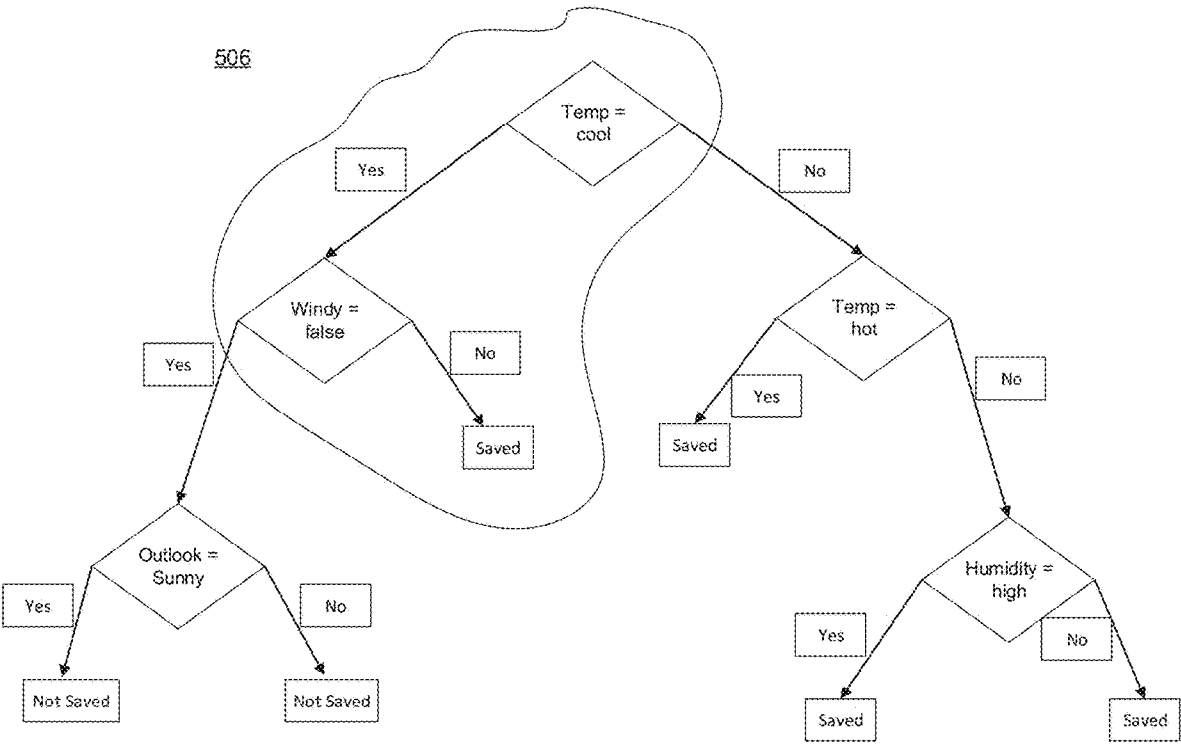 506
Temp =
cool
Yes
No
Windy =
false
Temp =
hot
Yes
No
Yes
No
Saved
Saved
Outlook =
Sunny
Humidity =
high
Yes
No
Yes
No
Not Saved
Not Saved
Saved
Saved